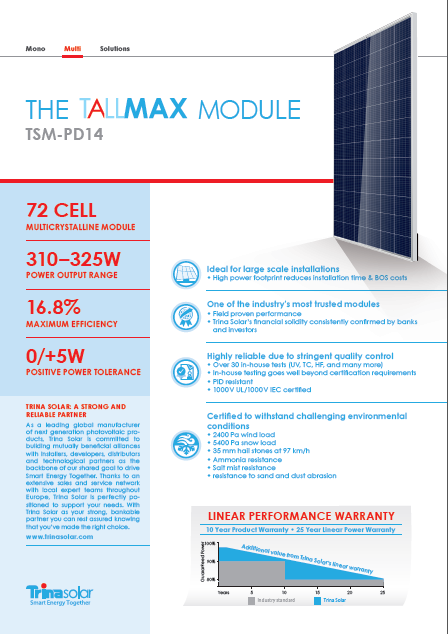 Mono Multi Solutions
THE TALLMAX MODULE
TSM-PD14
72 CELL
MULTICRYSTALLINE MODULE
310–325W
POWER OUTPUT RANGE
16.8%
MAXIMUM EFFICIENCY
0/+5W
POSITIVE POWER TOLERANCE
TRINA SOLAR: A STRONG AND
RELIABLE PARTNER
As a leading global manufacturer
of next generation photovoltaic pro-
ducts, Trina Solar is committed to
building mutually beneficial alliances
with installers, developers, distributors
and technological partners as the
backbone of our shared goal to drive
Smart Energy Together. Thanks to an
extensive sales and service network
with local expert teams throughout
Europe, Trina Solar is perfectly po-
sitioned to support your needs. With
Trina Solar as your strong, bankable
partner you can rest assured knowing
that you've made the right choice.
www.trinasolar.com
Trinasolar
Smart Energy Together
Ideal for large scale installations
• High power footprint reduces installation time & BOS costs
One of the industry's most trusted modules
• Field proven performance
• Trina Solar's financial solidity consistently confirmed by banks
and investors
Highly reliable due to stringent quality control
• Over 30 in-house tests (UV, TC, HF, and many more)
• In-house testing goes well beyond certification requirements
• PID resistant
• 1000V UL/1000V IEC certified
Certified to withstand challenging environmental
conditions
• 2400 Pa wind load
• 5400 Pa snow load
• 35 mm hail stones at 97 km/h
• Ammonia resistance
• Salt mist resistance
• resistance to sand and dust abrasion
LINEAR PERFORMANCE WARRANTY
10 Year Product Warranty • 25 Year Linear Power Warranty
Guaranteed Power
100%
Additional value from Trina Solar's linear warranty
90%
80%
Years 5 10 15 20 25
Industry standard Trina Solar